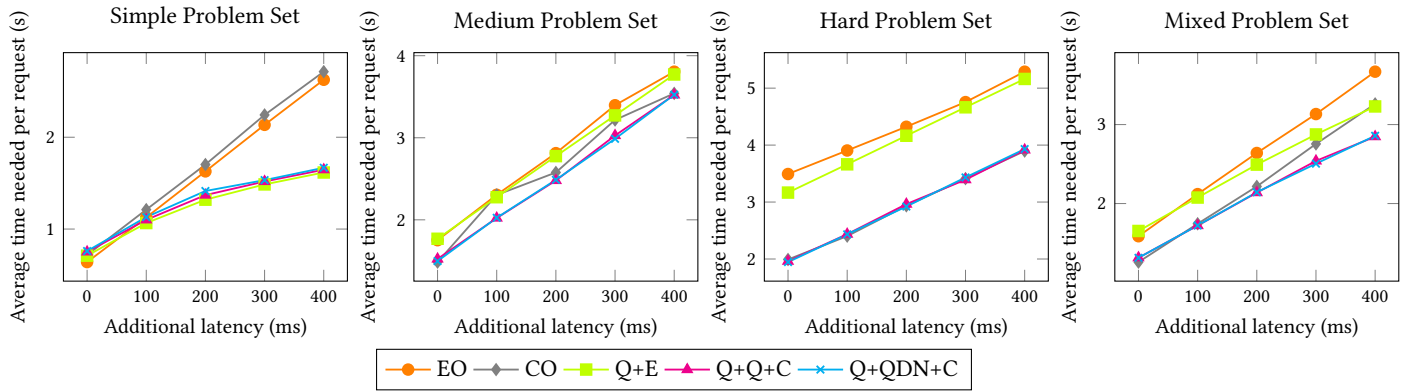 Simple Problem Set
Average time needed per request (s)
2
1
0 100 200 300 400
Additional latency (ms)
Medium Problem Set
Average time needed per request (s)
4
3
2
0 100 200 300 400
Additional latency (ms)
Hard Problem Set
Average time needed per request (s)
5
4
3
2
0 100 200 300 400
Additional latency (ms)
Mixed Problem Set
Average time needed per request (s)
3
2
0 100 200 300 400
Additional latency (ms)
EO CO Q+E Q+Q+C Q+QDN+C